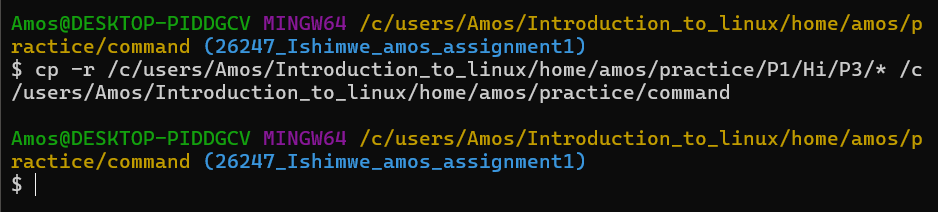 Amos@DESKTOP-PIDDGCV MINGW64 /c/users/Amos/Introduction_to_linux/home/amos/p
ractice/command (26247_Ishimwe_amos_assignment1)
$ cp -r /c/users/Amos/Introduction_to_linux/home/amos/practice/P1/Hi/P3/* /c
/users/Amos/Introduction_to_linux/home/amos/practice/command
Amos@DESKTOP-PIDDGCV MINGW64 /c/users/Amos/Introduction_to_linux/home/amos/p
ractice/command (26247_Ishimwe_amos_assignment1)
$